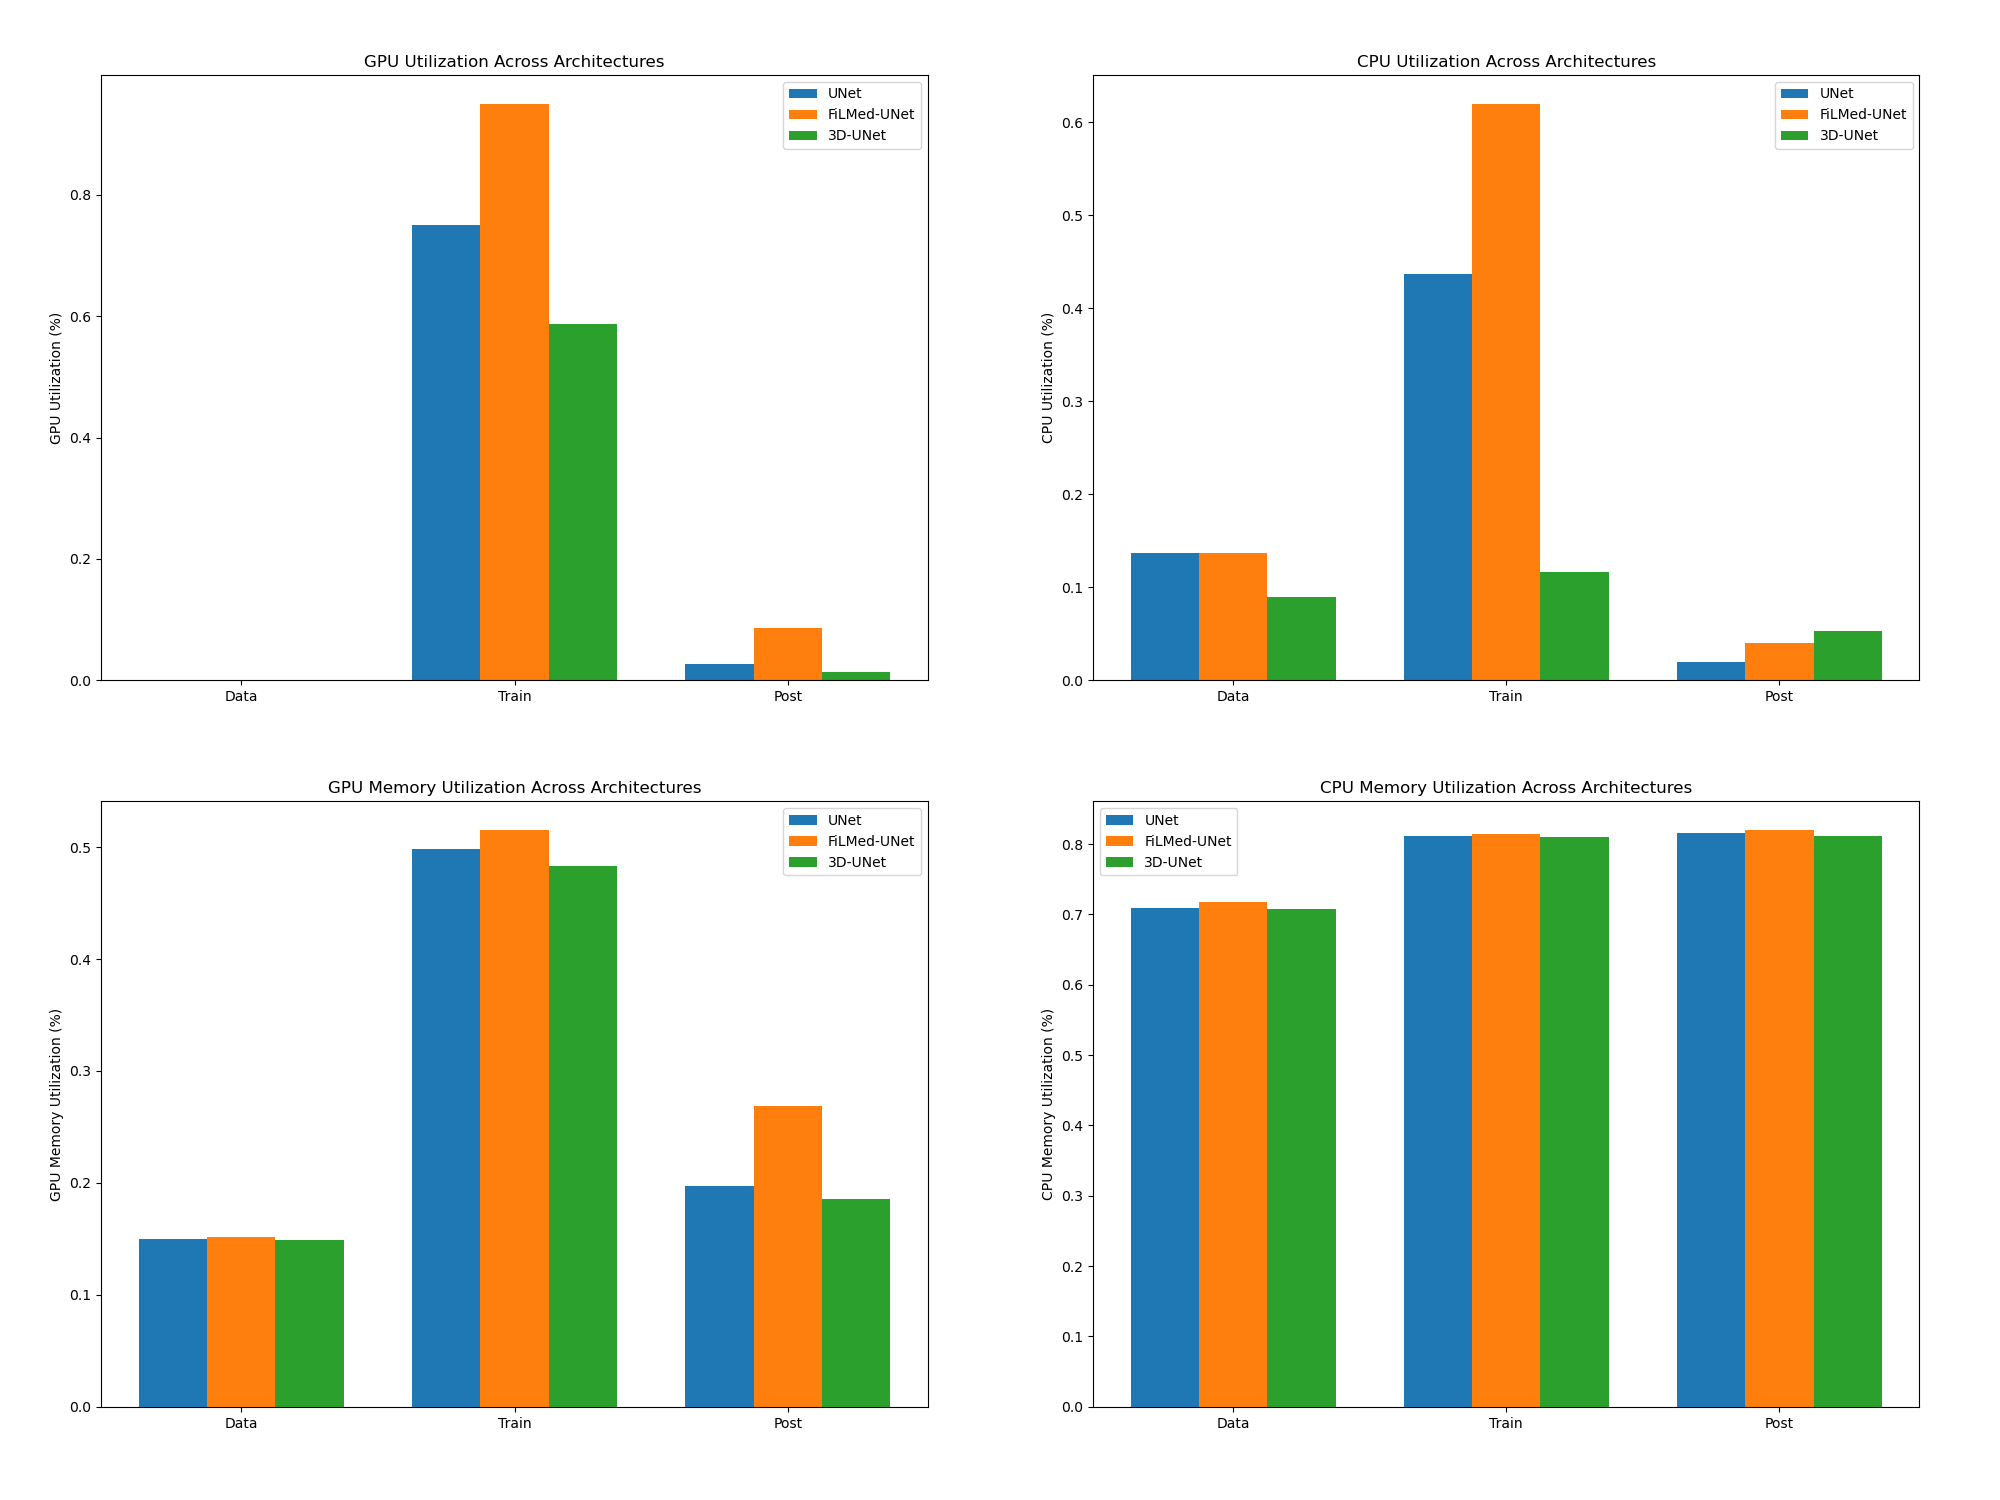 GPU Utilization Across Architectures
GPU Utilization (%)
0.8
0.6
0.4
0.2
0.0
UNet
FiLMed-UNet
3D-UNet
Data Train Post
CPU Utilization Across Architectures
CPU Utilization (%)
0.6
0.5
0.4
0.3
0.2
0.1
0.0
UNet
FiLMed-UNet
3D-UNet
Data Train Post
GPU Memory Utilization Across Architectures
GPU Memory Utilization (%)
0.5
0.4
0.3
0.2
0.1
0.0
UNet
FiLMed-UNet
3D-UNet
Data Train Post
CPU Memory Utilization Across Architectures
CPU Memory Utilization (%)
0.8
0.7
0.6
0.5
0.4
0.3
0.2
0.1
0.0
UNet
FiLMed-UNet
3D-UNet
Data Train Post